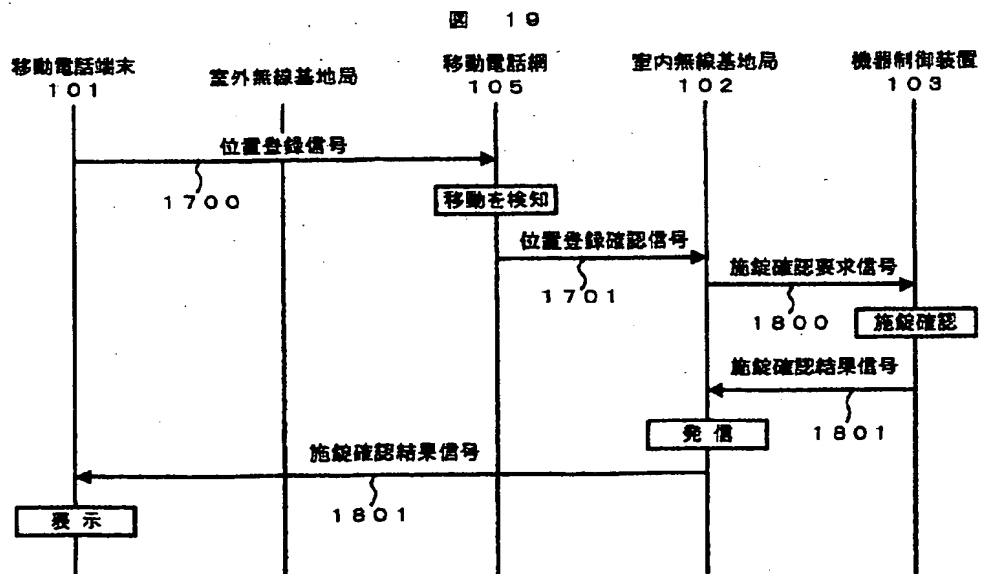 図 19
移動電話端末
101
室外無線基地局
移動電話網
105
室内無線基地局
102
機器制御装置
103
位置登録信号
1700
移動を検知
位置登録確認信号
1701
施錠確認要求信号
1800
施錠確認
施錠確認結果信号
1801
発信
施錠確認結果信号
1801
表示